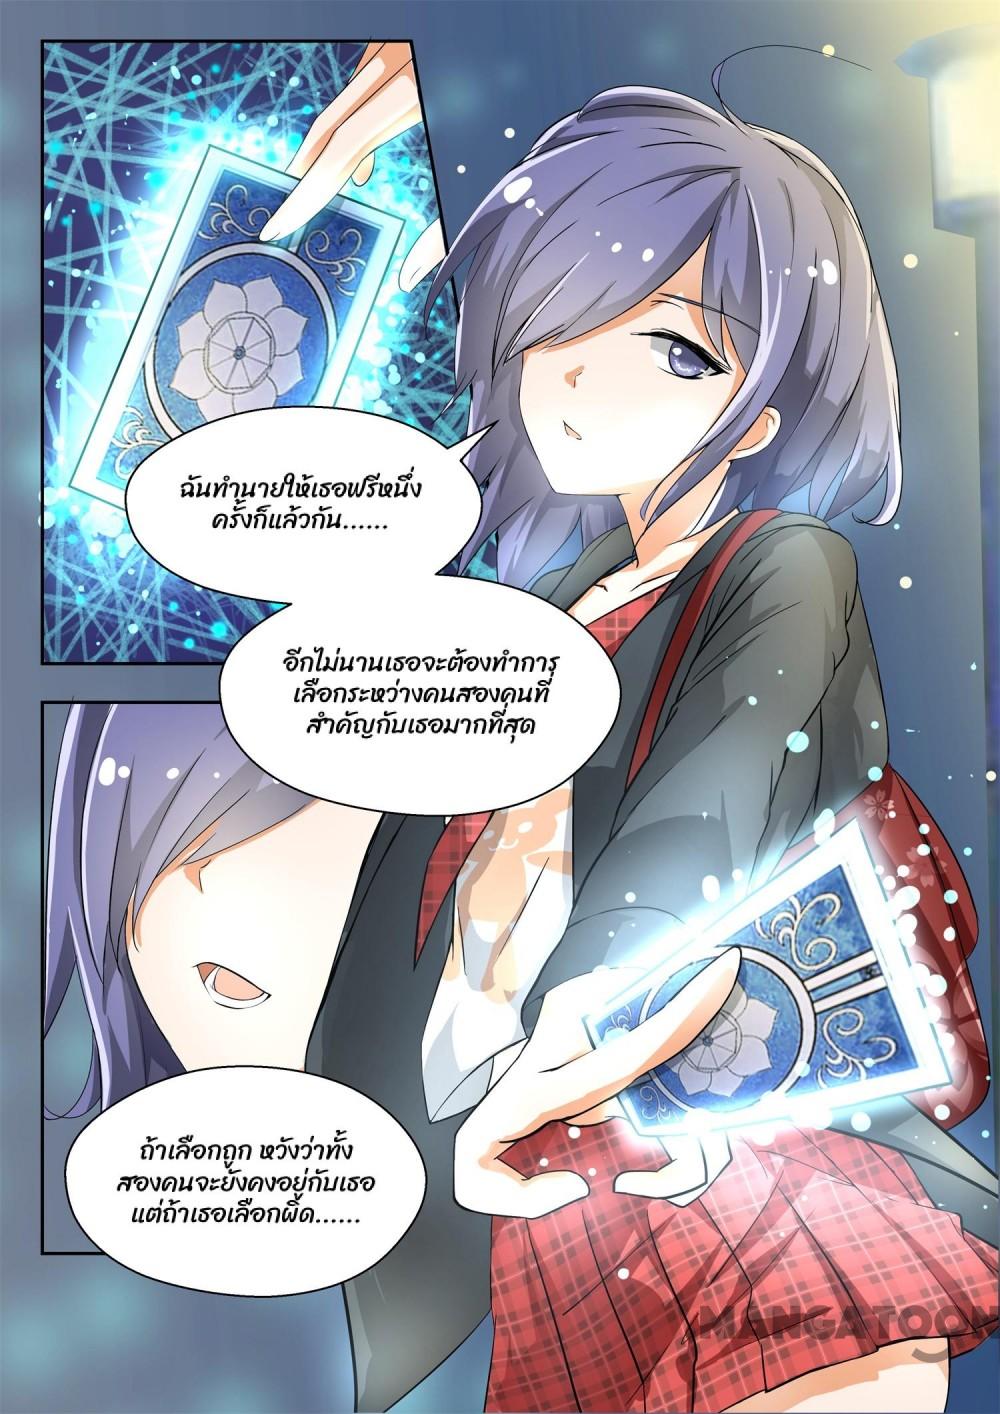 ฉันทำนายให้เธอฟรีหนึ่ง
ครั้งก็แล้วกัน......
อีกไม่นานเธอจะต้องทำการ
เลือกระหว่างคนสองคนที่
สำคัญกับเธอมากที่สุด
ถ้าเลือกถูก หวังว่าทั้ง
สองคนจะยังคงอยู่กับเธอ
แต่ถ้าเธอเลือกผิด......
MANGATOON